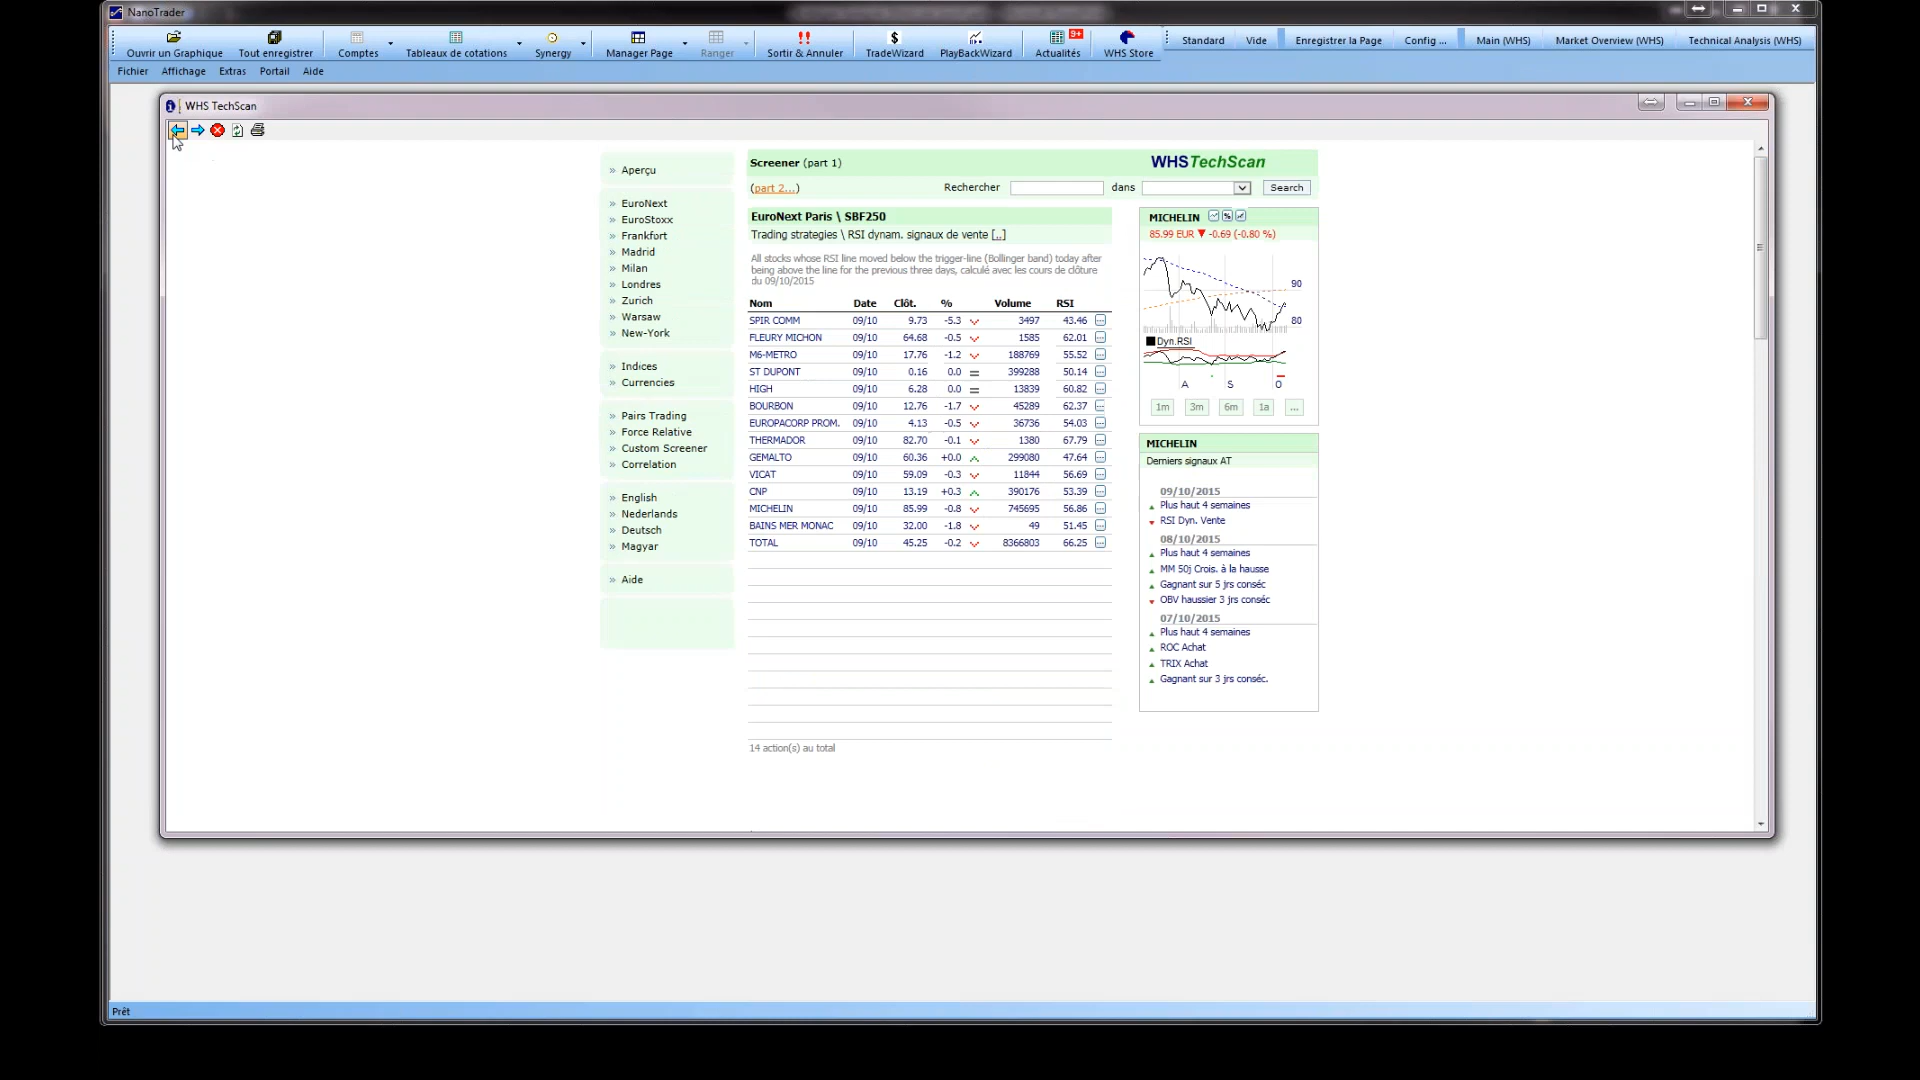 NanoTrader
Ouvrir un Graphique Tout enregistrer Comptes Tableaux de cotations Synergy Manager Page Ranger !! Sortir & Annuler $ TradeWizard PlayBackWizard 9+ Actualités WHS Store Standard Vide Enregistrer la Page Config ... Main (WHS) Market Overview (WHS) Technical Analysis (WHS)
Fichier Affichage Extras Portail Aide
WHS TechScan
» Aperçu
» EuroNext
» EuroStoxx
» Frankfort
» Madrid
» Milan
» Londres
» Zurich
» Warsaw
» New-York
» Indices
» Currencies
» Pairs Trading
» Force Relative
» Custom Screener
» Correlation
» English
» Nederlands
» Deutsch
» Magyar
» Aide
Screener (part 1) WHSTechScan
(part 2...) Rechercher dans Search
EuroNext Paris \ SBF250
Trading strategies \ RSI dynam. signaux de vente [..]
All stocks whose RSI line moved below the trigger-line (Bollinger band) today after
being above the line for the previous three days, calculé avec les cours de clôture
du 09/10/2015
Nom Date Clôt. % Volume RSI
SPIR COMM 09/10 9.73 -5.3 3497 43.46
FLEURY MICHON 09/10 64.68 -0.5 1585 62.01
M6-METRO 09/10 17.76 -1.2 188769 55.52
ST DUPONT 09/10 0.16 0.0 399288 50.14
HIGH 09/10 6.28 0.0 13839 60.82
BOURBON 09/10 12.76 -1.7 45289 62.37
EUROPACORP PROM. 09/10 4.13 -0.5 36736 54.03
THERMADOR 09/10 82.70 -0.1 1380 67.79
GEMALTO 09/10 60.36 +0.0 299080 47.64
VICAT 09/10 59.09 -0.3 11844 56.69
CNP 09/10 13.19 +0.3 390176 53.39
MICHELIN 09/10 85.99 -0.8 745695 56.86
BAINS MER MONAC 09/10 32.00 -1.8 49 51.45
TOTAL 09/10 45.25 -0.2 8366803 66.25
14 action(s) au total
MICHELIN
85.99 EUR ▼ -0.69 (-0.80 %)
90
80
Dyn.RSI
A S O
1m 3m 6m 1a ...
MICHELIN
Derniers signaux AT
09/10/2015
Plus haut 4 semaines
RSI Dyn. Vente
08/10/2015
Plus haut 4 semaines
MM 50j Crois. à la hausse
Gagnant sur 5 jrs conséc
OBV haussier 3 jrs conséc
07/10/2015
Plus haut 4 semaines
ROC Achat
TRIX Achat
Gagnant sur 3 jrs conséc.
Prêt